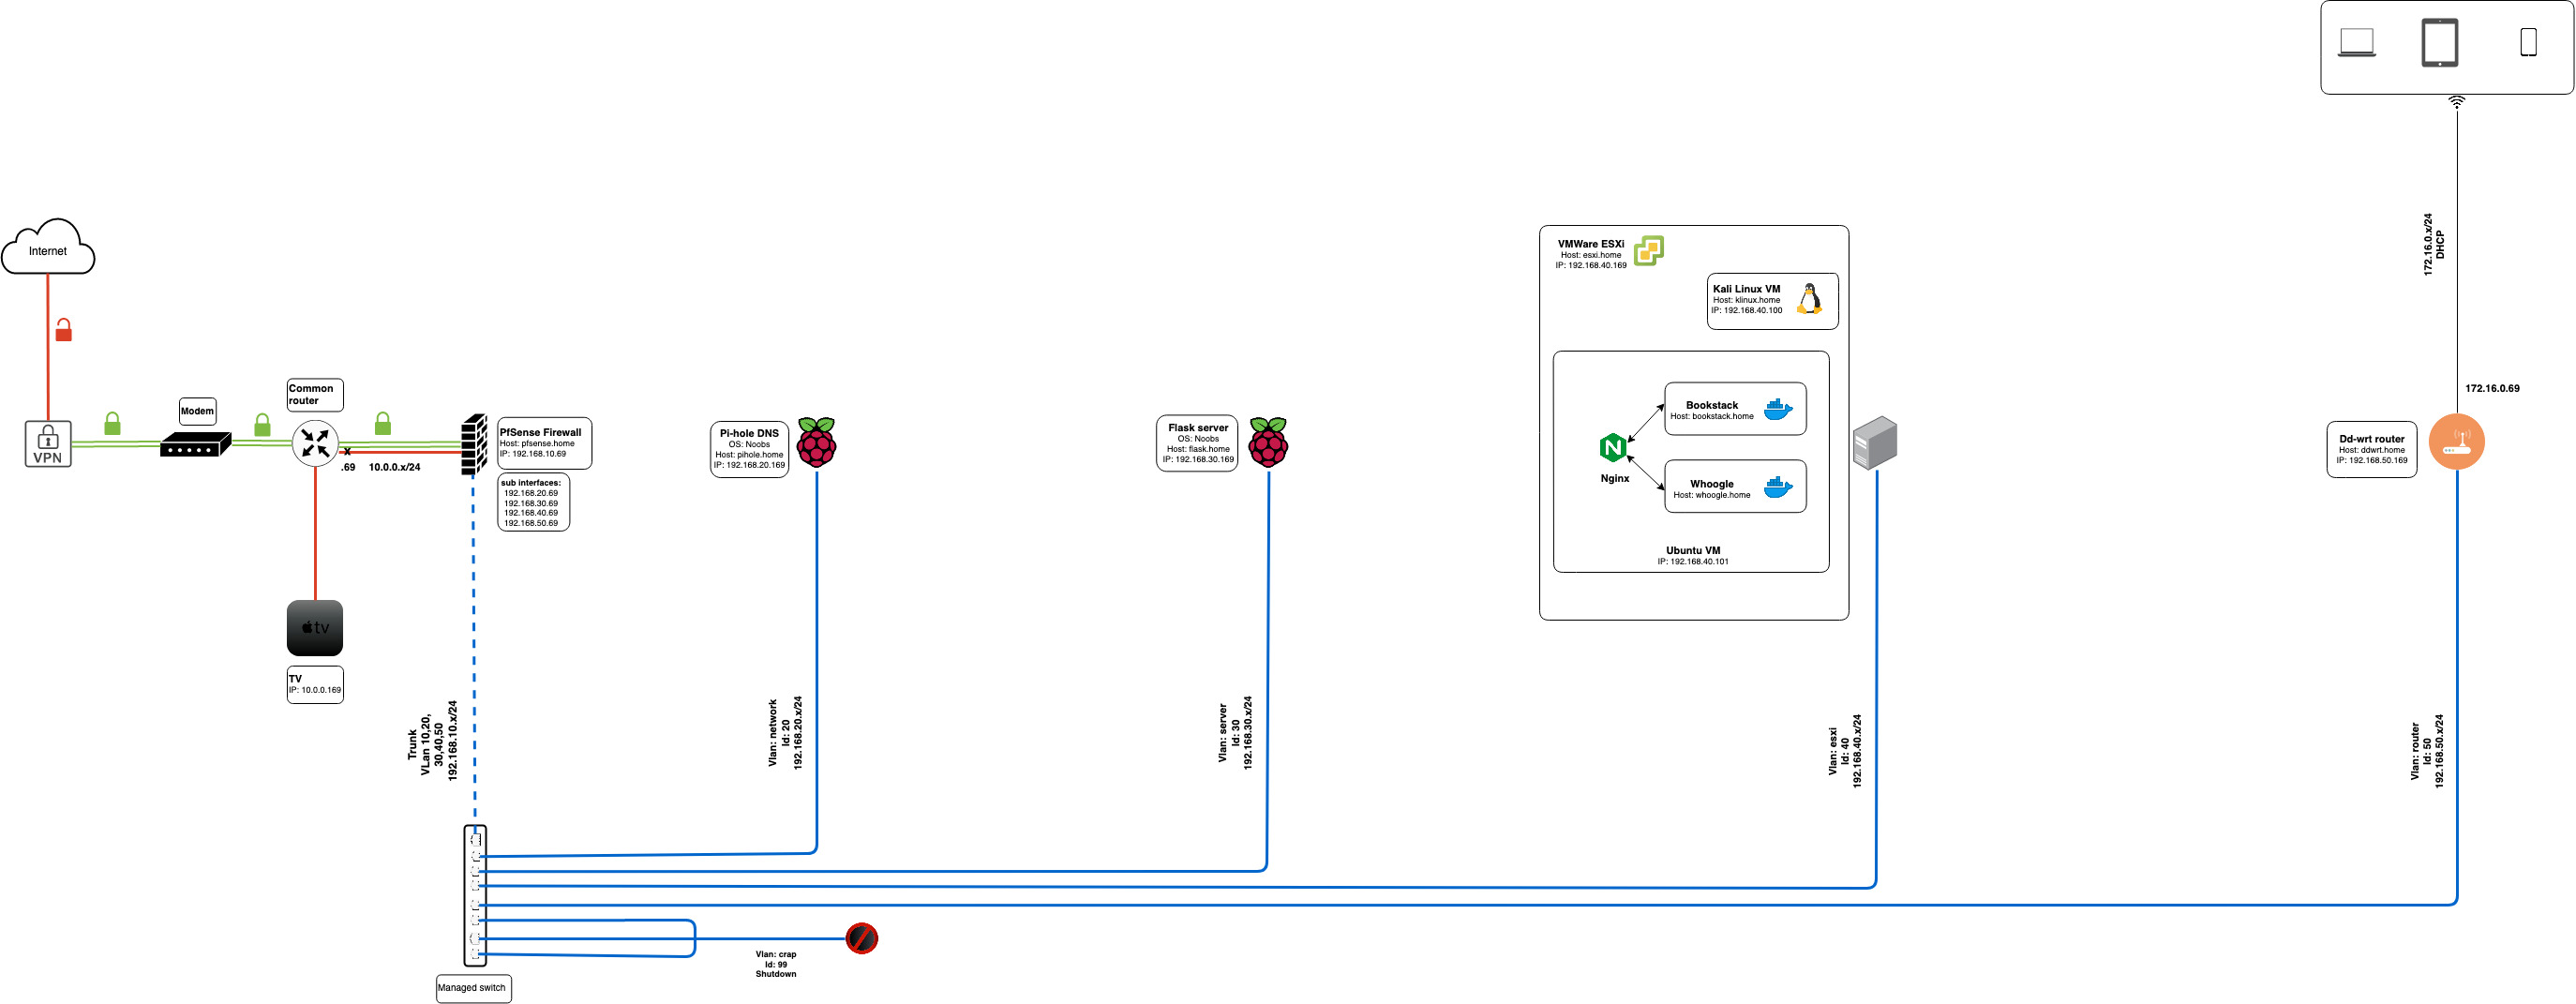 Internet
VPN
Modem
Common
router
x
.69
10.0.0.x/24
tv
TV
IP: 10.0.0.169
PfSense Firewall
Host: pfsense.home
IP: 192.168.10.69
sub interfaces:
192.168.20.69
192.168.30.69
192.168.40.69
192.168.50.69
Trunk
VLan 10,20,
30,40,50
192.168.10.x/24
Managed switch
Pi-hole DNS
OS: Noobs
Host: pihole.home
IP: 192.168.20.169
Vlan: network
Id: 20
192.168.20.x/24
Flask server
OS: Noobs
Host: flask.home
IP: 192.168.30.169
Vlan: server
Id: 30
192.168.30.x/24
VMWare ESXi
Host: esxi.home
IP: 192.168.40.169
Kali Linux VM
Host: klinux.home
IP: 192.168.40.100
Bookstack
Host: bookstack.home
N
Nginx
Whoogle
Host: whoogle.home
Ubuntu VM
IP: 192.168.40.101
Vlan: esxi
Id: 40
192.168.40.x/24
172.16.0.x/24
DHCP
172.16.0.69
Dd-wrt router
Host: ddwrt.home
IP: 192.168.50.169
Vlan: router
Id: 50
192.168.50.x/24
Vlan: crap
Id: 99
Shutdown